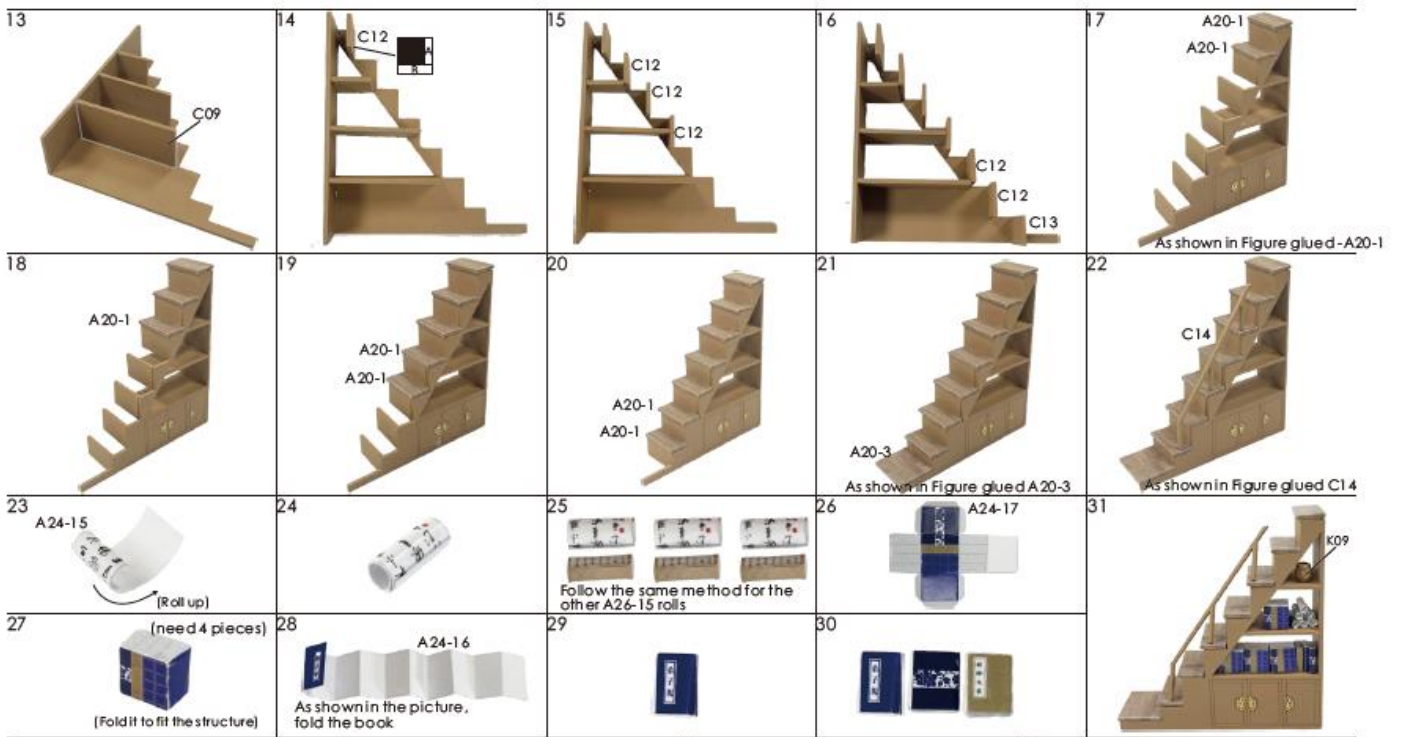 13
C09
14
C12
A
B
15
C12
C12
C12
16
C12
C12
C13
17
A20-1
A20-1
As shown in Figure glued -A20-1
18
A20-1
19
A20-1
A20-1
20
A20-1
A20-1
21
A20-3
As shown in Figure glued A20-3
22
C14
As shown in Figure glued C14
23
A24-15
(Roll up)
24
25
Follow the same method for the
other A26-15 rolls
26
A24-17
27
(need 4 pieces)
(Fold it to fit the structure)
28
A24-16
As shown in the picture,
fold the book
29
30
31
K09